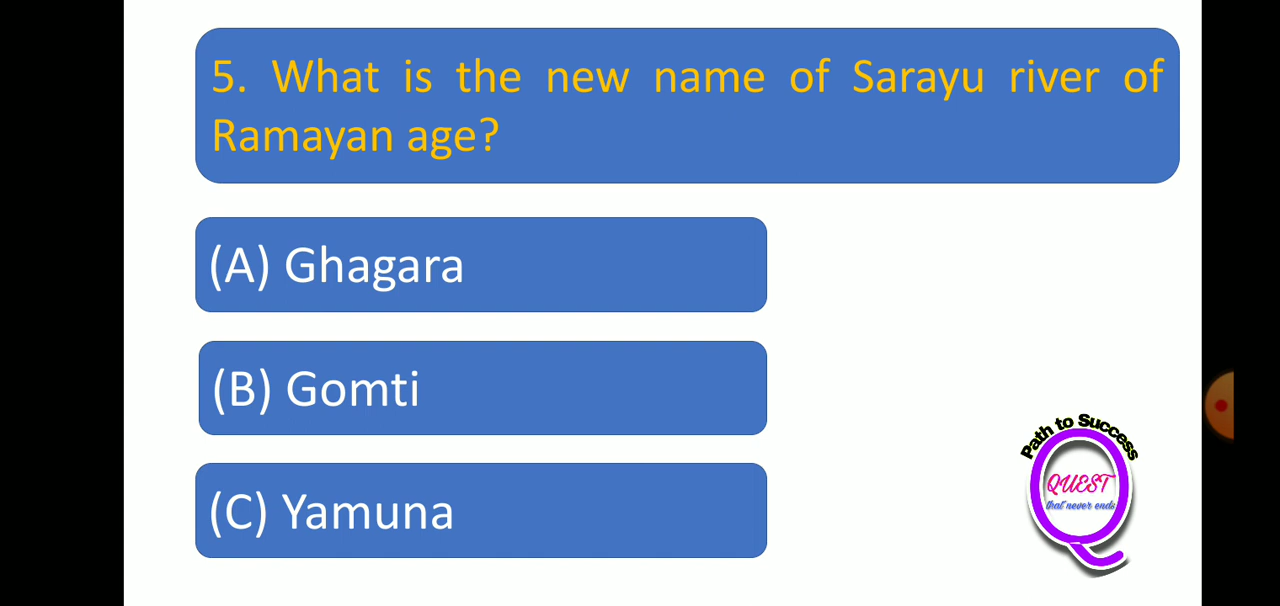 5. What is the new name of Sarayu river of
Ramayan age?
(A) Ghagara
(B) Gomti
(C) Yamuna
Path to Success
QUEST
that never ends